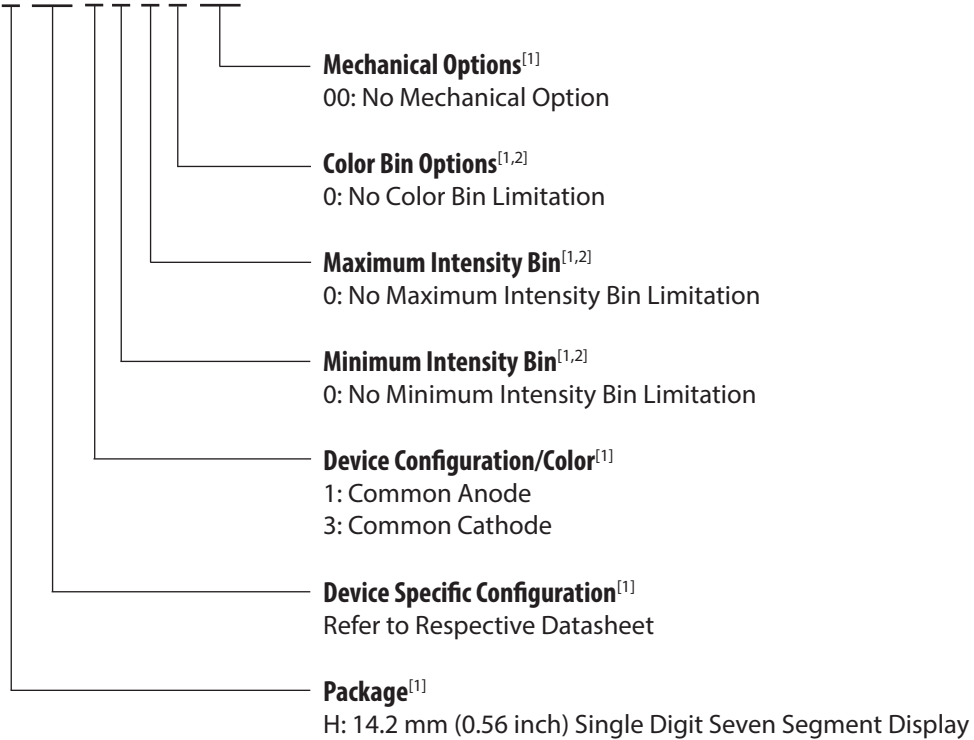 Mechanical Options[1]
00: No Mechanical Option
Color Bin Options[1,2]
0: No Color Bin Limitation
Maximum Intensity Bin[1,2]
0: No Maximum Intensity Bin Limitation
Minimum Intensity Bin[1,2]
0: No Minimum Intensity Bin Limitation
Device Configuration/Color[1]
1: Common Anode
3: Common Cathode
Device Specific Configuration[1]
Refer to Respective Datasheet
Package[1]
H: 14.2 mm (0.56 inch) Single Digit Seven Segment Display